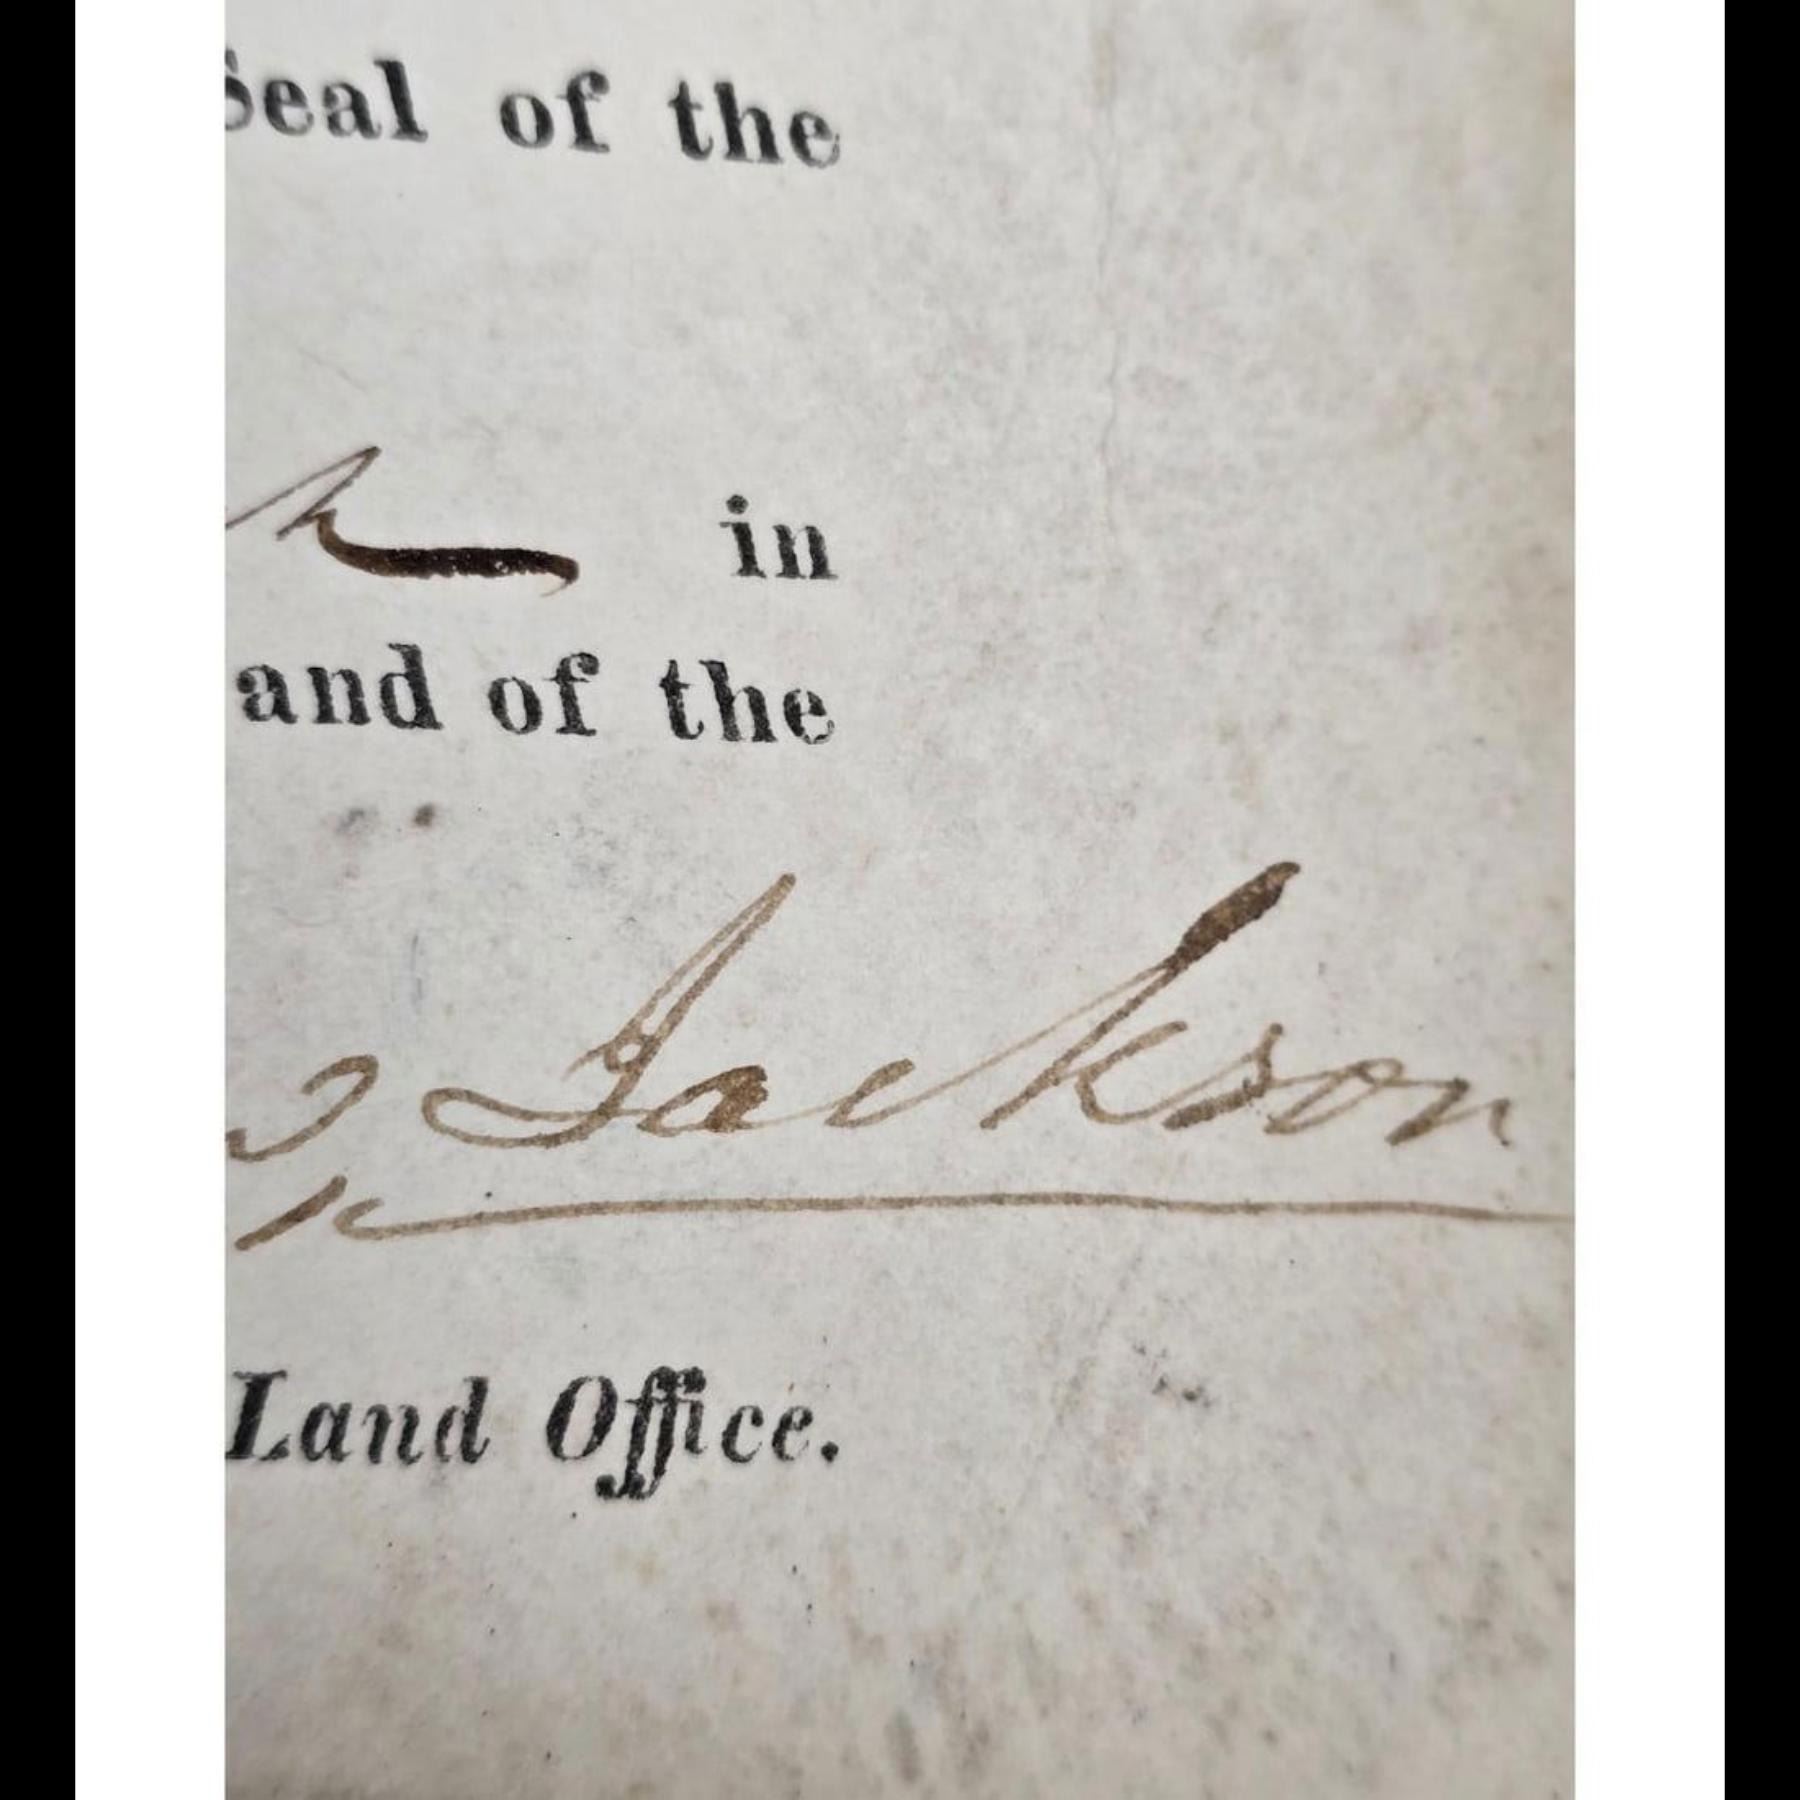 Seal of the
in
and of the
Jackson
Land Office.